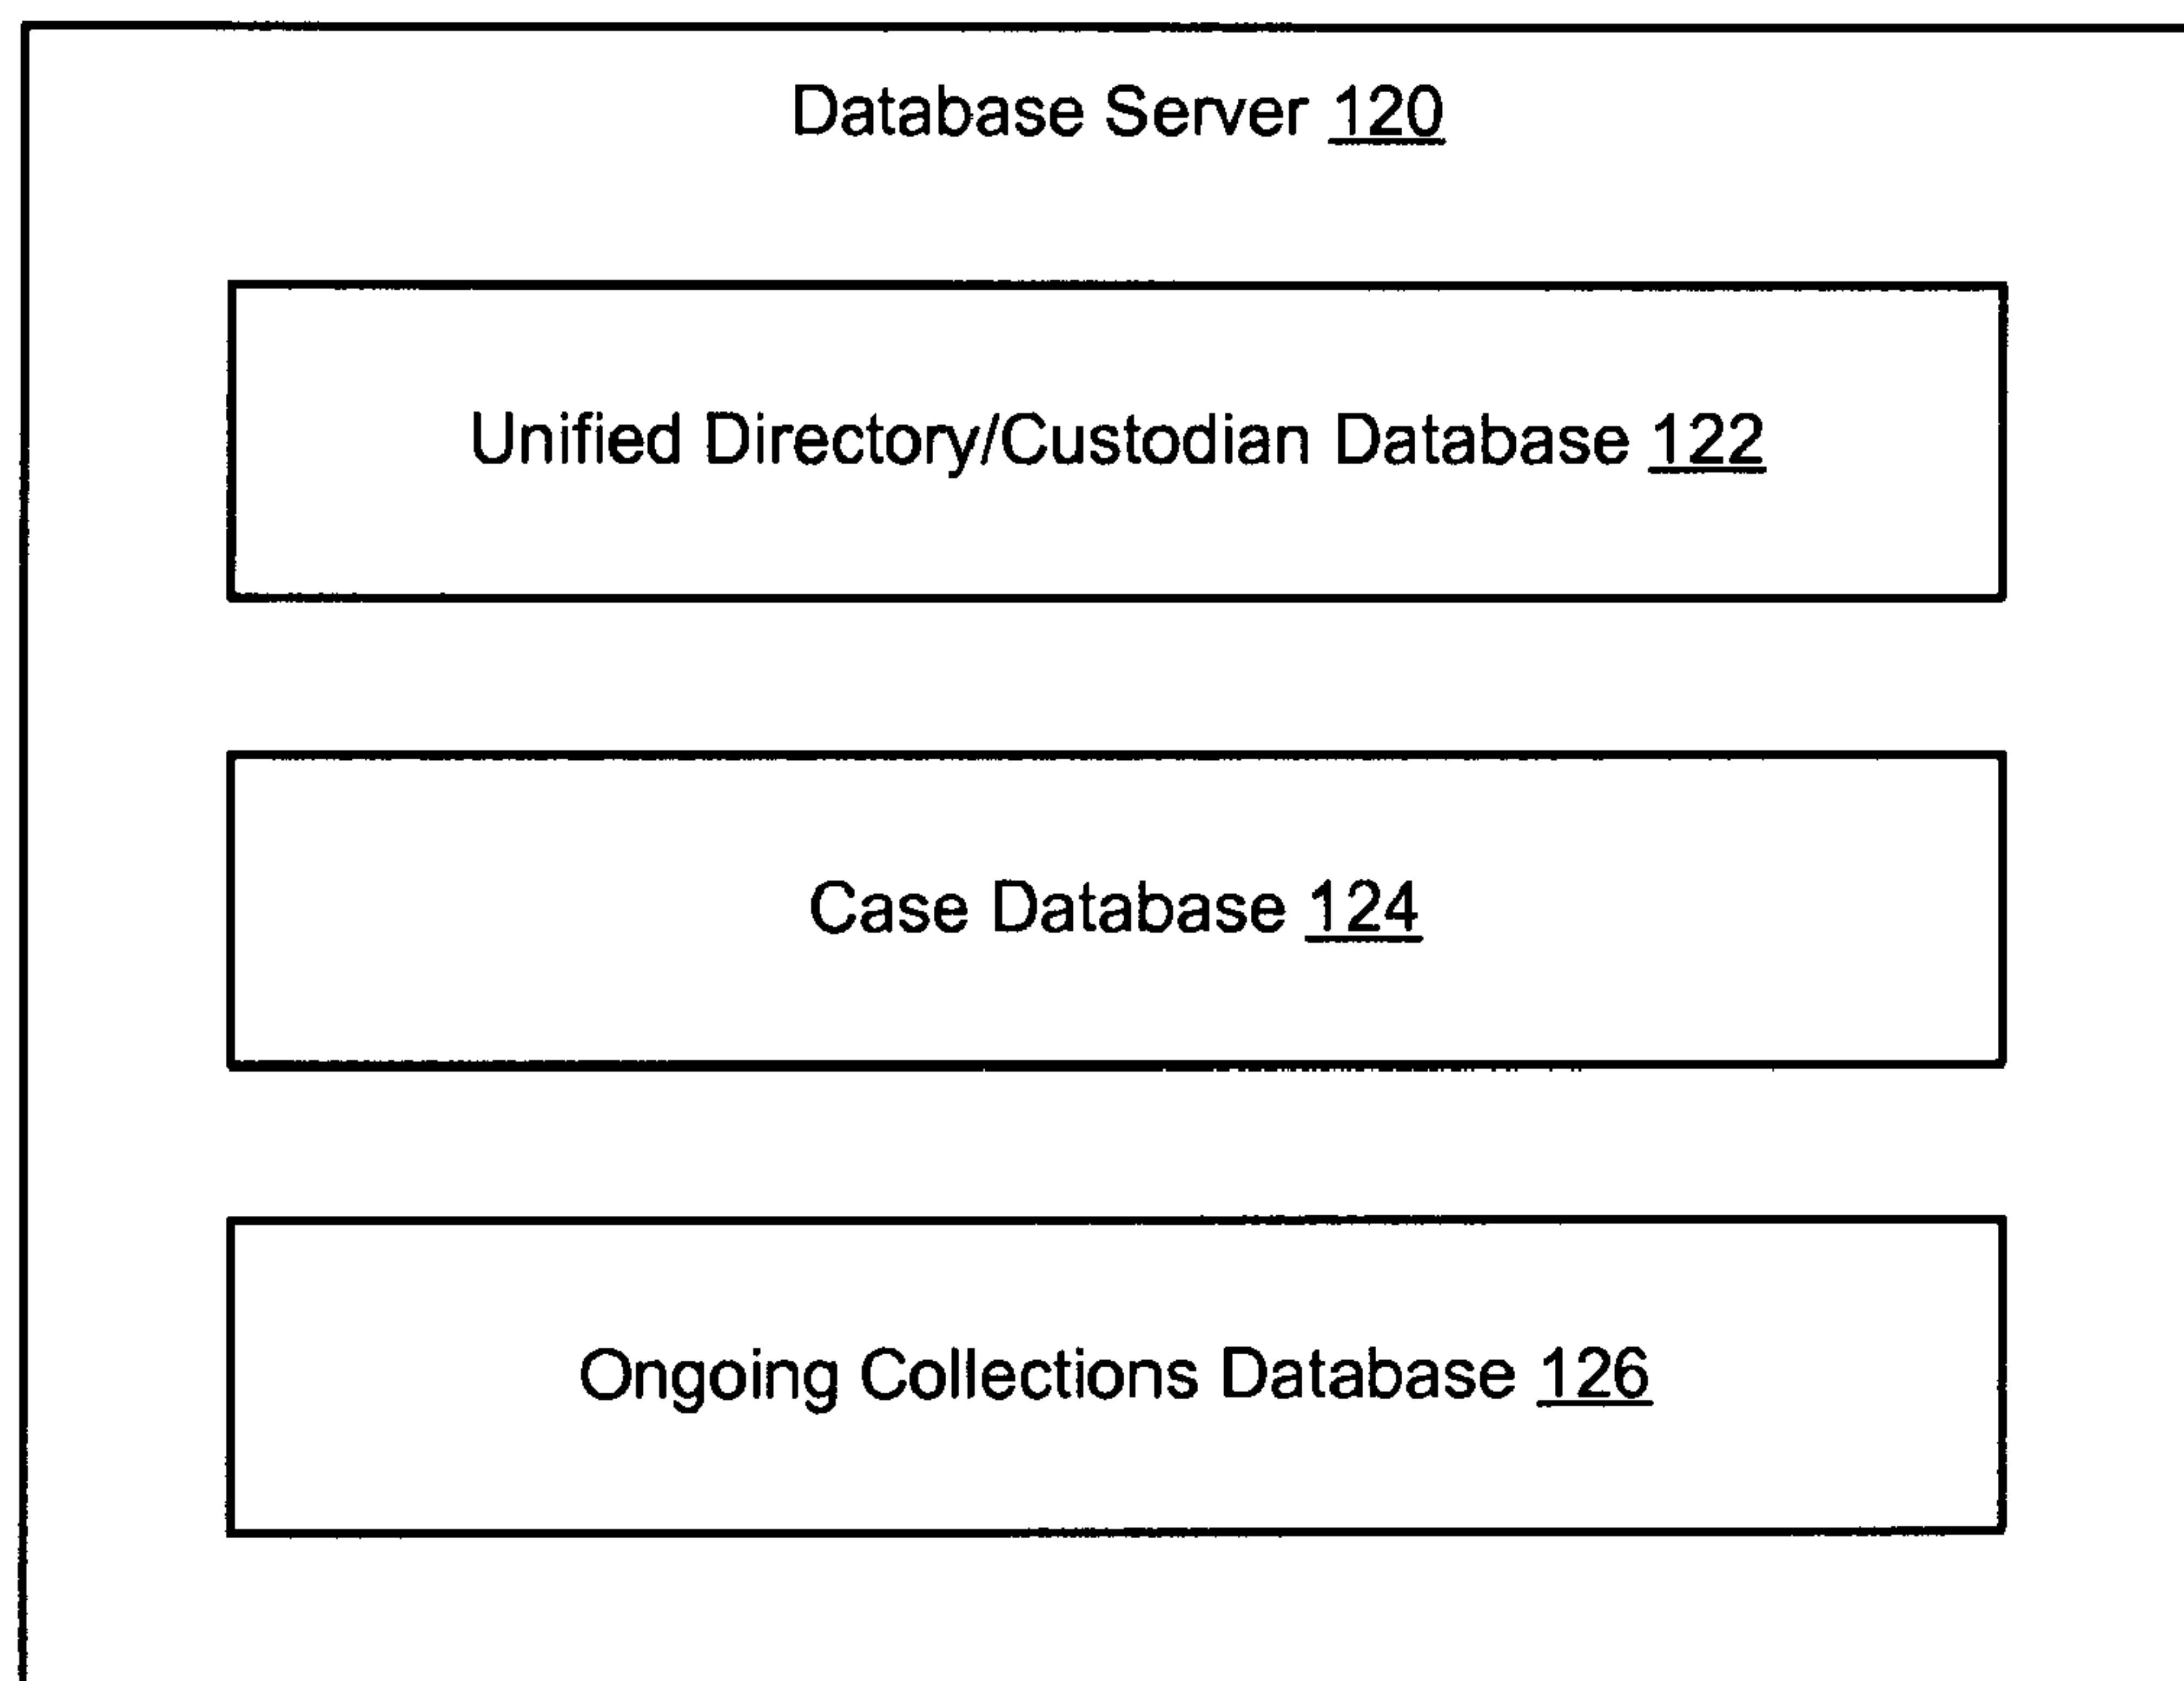 Database Server 120
Unified Directory/Custodian Database 122
Case Database 124
Ongoing Collections Database 126